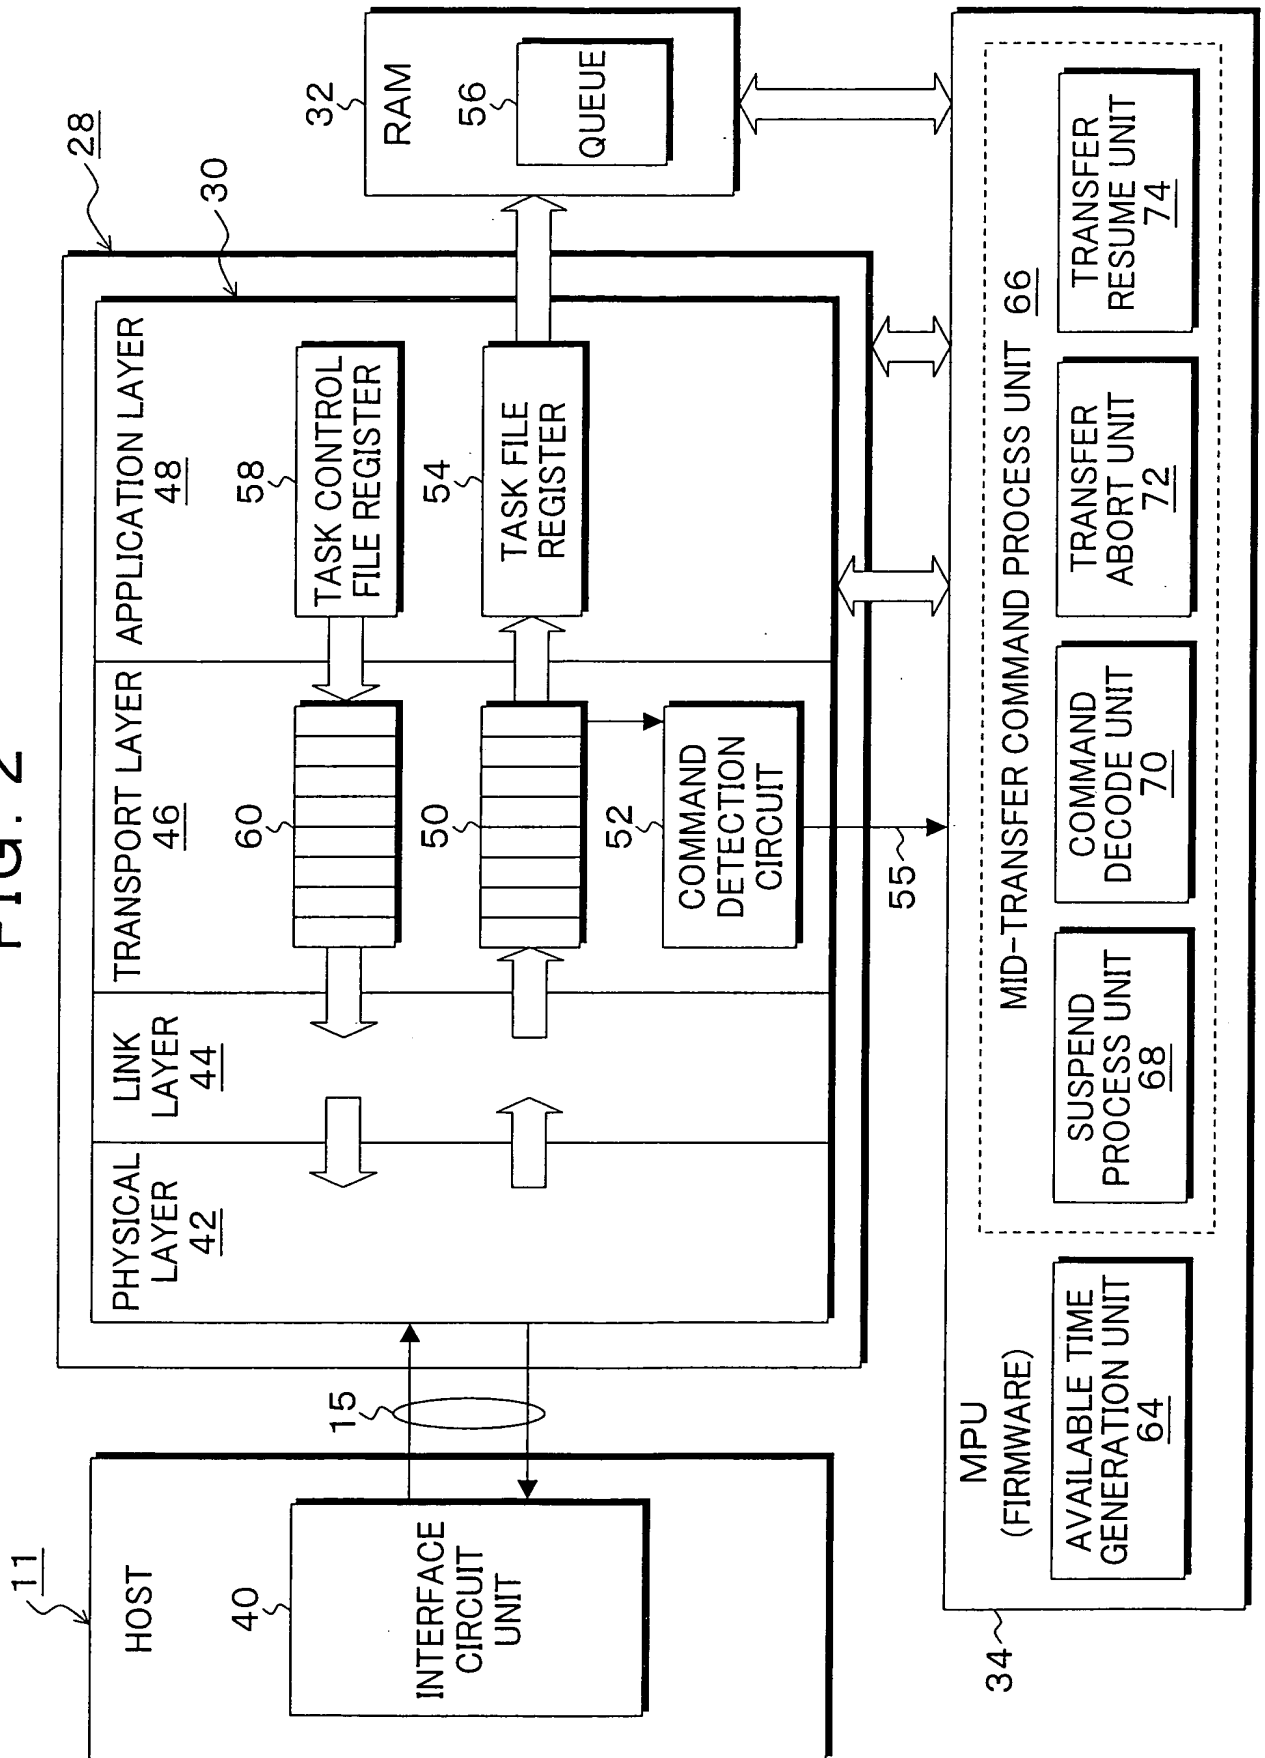 FIG. 2
11
HOST
40
INTERFACE
CIRCUIT
UNIT
15
28
30
PHYSICAL
LAYER
42
LINK
LAYER
44
TRANSPORT LAYER
46
60
50
52
COMMAND
DETECTION
CIRCUIT
55
APPLICATION LAYER
48
58
TASK CONTROL
FILE REGISTER
54
TASK FILE
REGISTER
32
RAM
56
QUEUE
34
MPU
(FIRMWARE)
AVAILABLE TIME
GENERATION UNIT
64
MID-TRANSFER COMMAND PROCESS UNIT 66
SUSPEND
PROCESS UNIT
68
COMMAND
DECODE UNIT
70
TRANSFER
ABORT UNIT
72
TRANSFER
RESUME UNIT
74